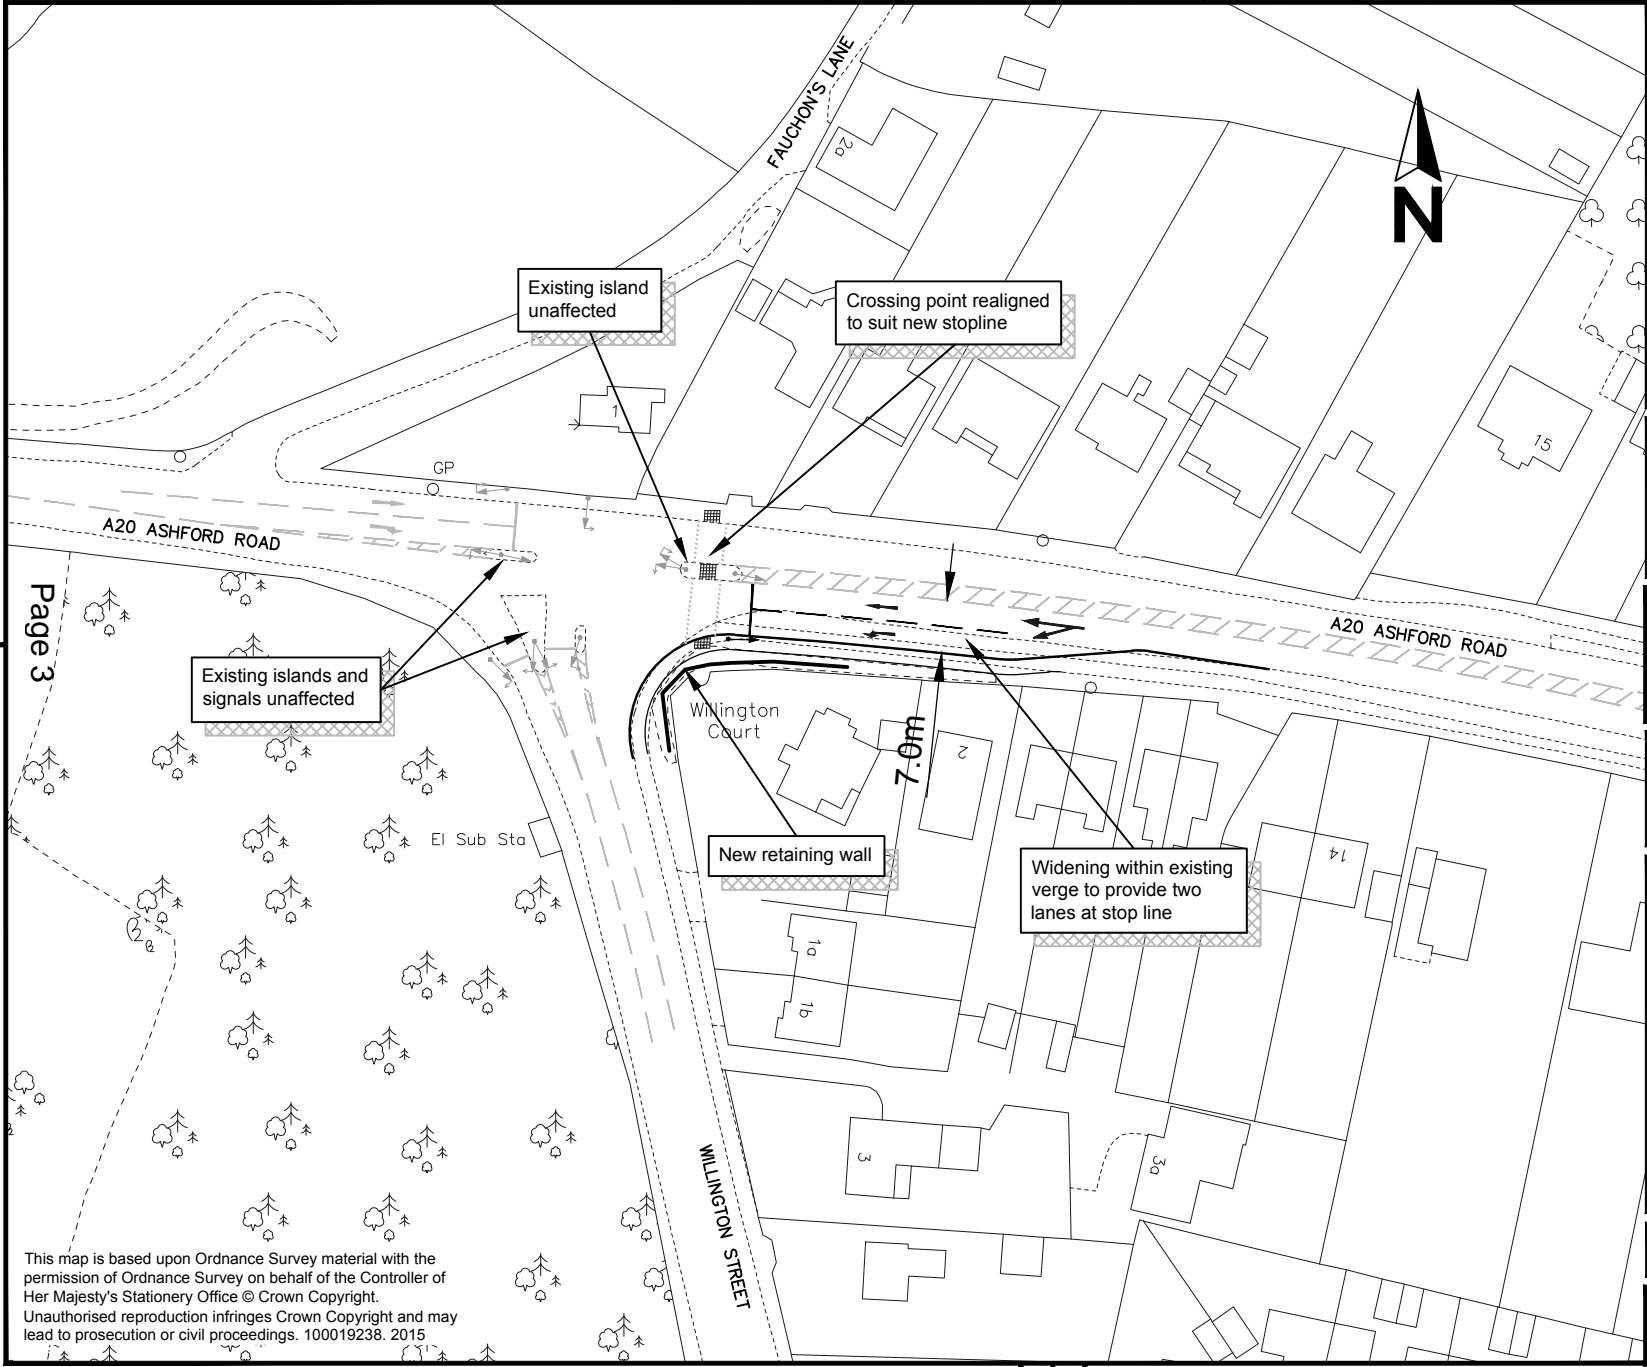 FAUCHON'S LANE
2a
N
Existing island
unaffected
Crossing point realigned
to suit new stopline
1
15
GP
A20 ASHFORD ROAD
A20 ASHFORD ROAD
Page 3
Existing islands and
signals unaffected
Willington
Court
7.0m
2
El Sub Sta
New retaining wall
Widening within existing
verge to provide two
lanes at stop line
14
1a
1b
3
3a
WILLINGTON STREET
This map is based upon Ordnance Survey material with the
permission of Ordnance Survey on behalf of the Controller of
Her Majesty's Stationery Office © Crown Copyright.
Unauthorised reproduction infringes Crown Copyright and may
lead to prosecution or civil proceedings. 100019238. 2015